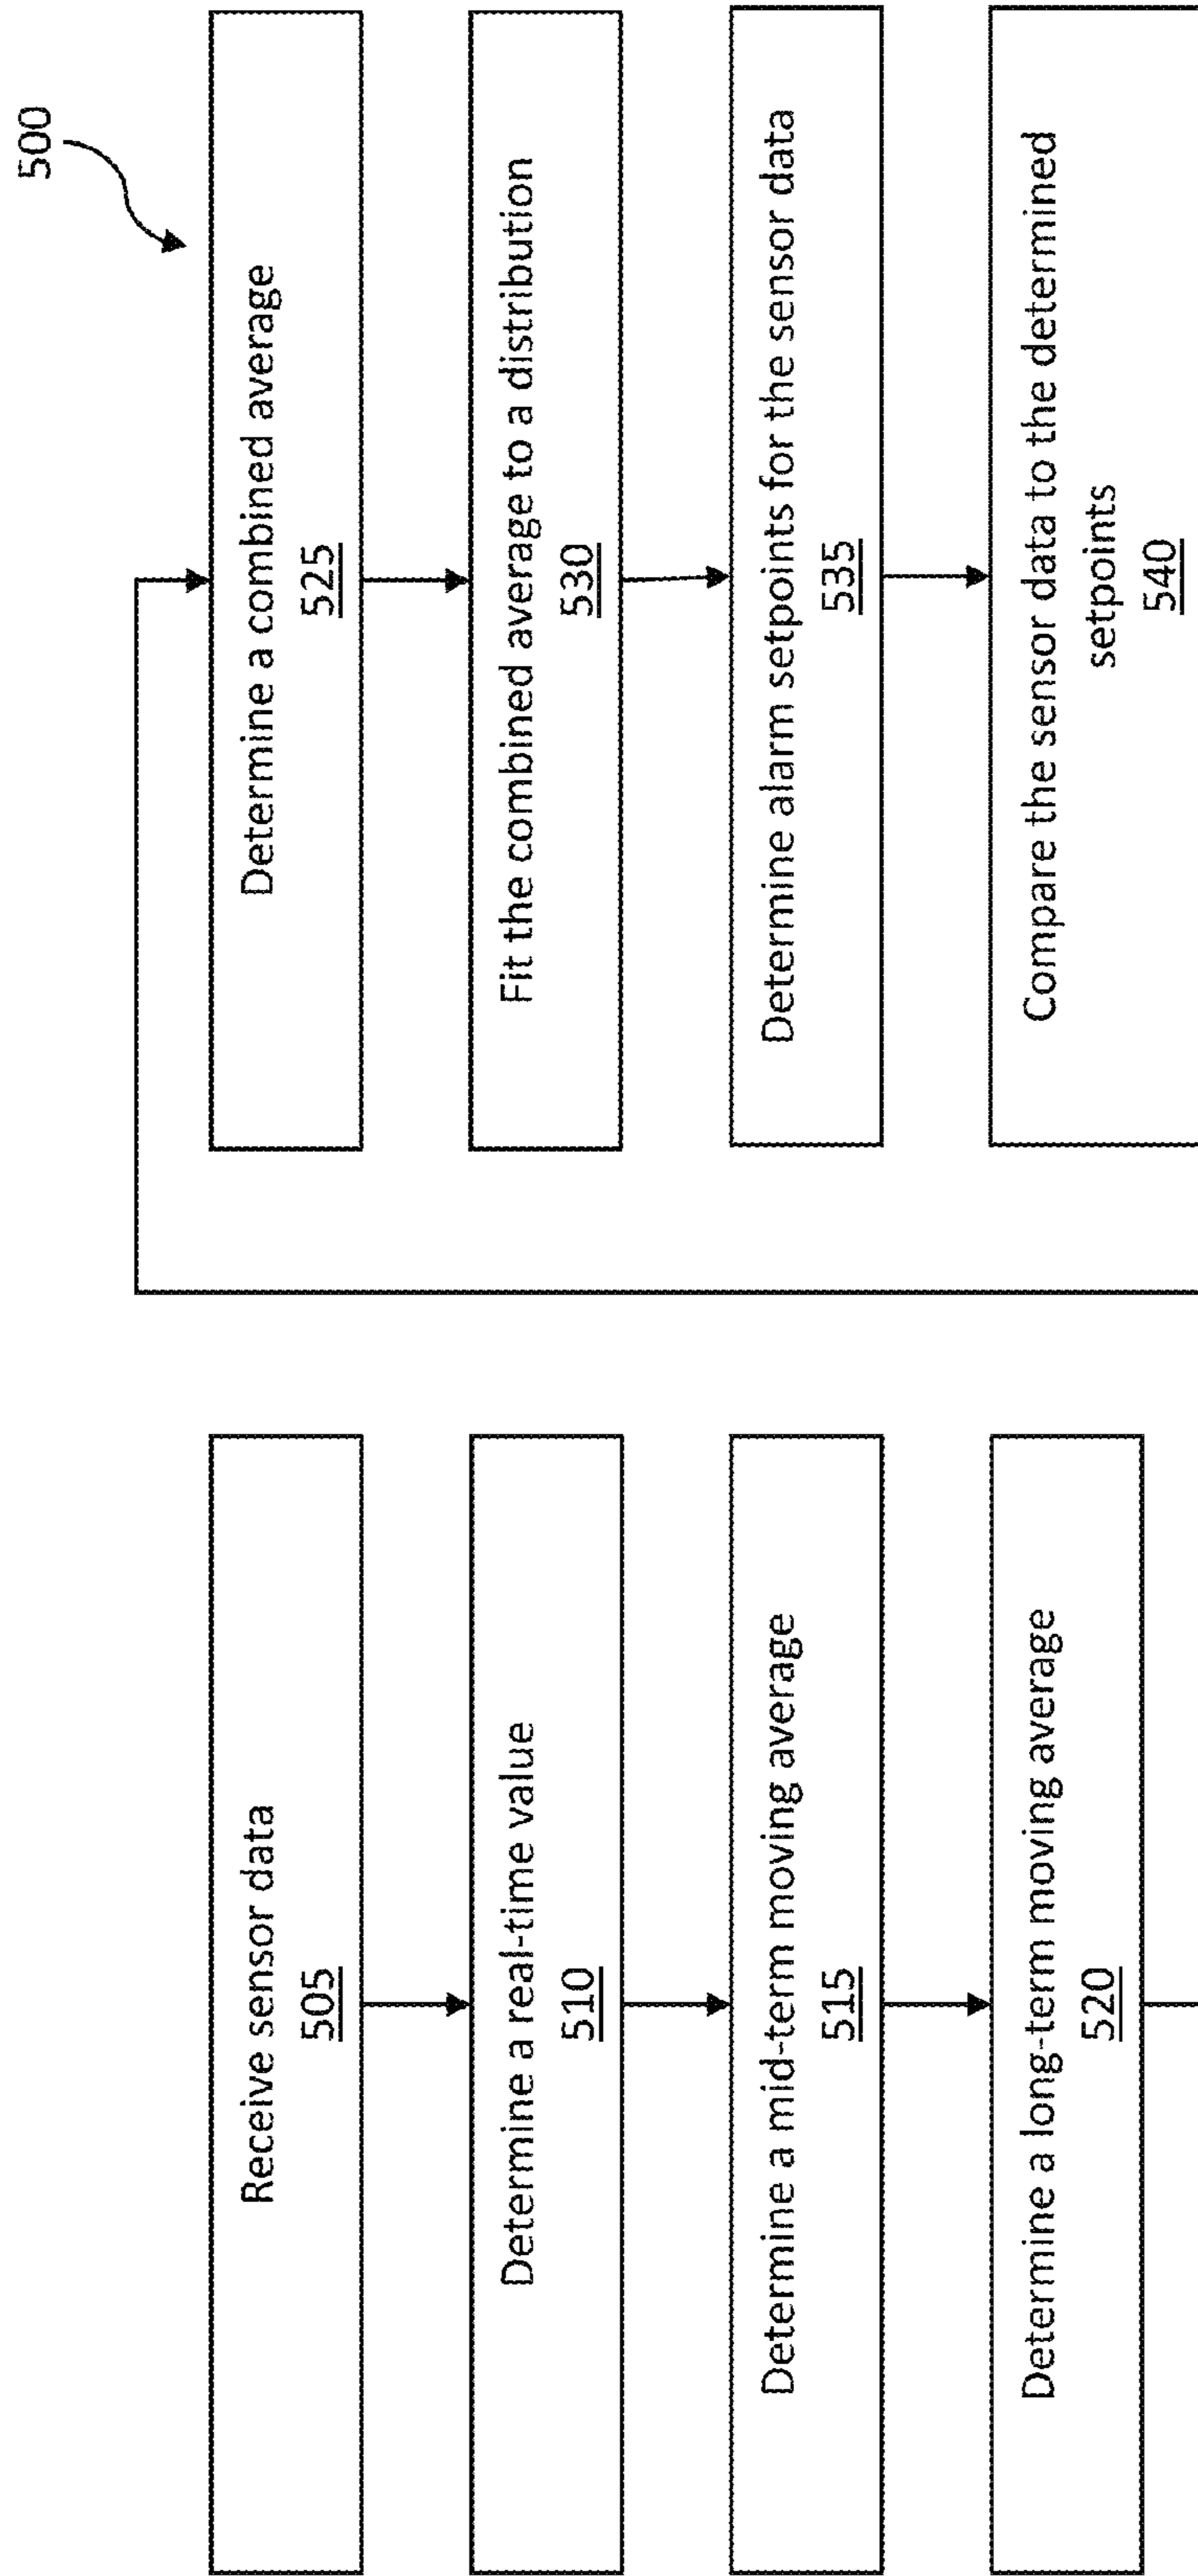 500
Receive sensor data
505
Determine a real-time value
510
Determine a mid-term moving average
515
Determine a long-term moving average
520
Determine a combined average
525
Fit the combined average to a distribution
530
Determine alarm setpoints for the sensor data
535
Compare the sensor data to the determined
setpoints
540